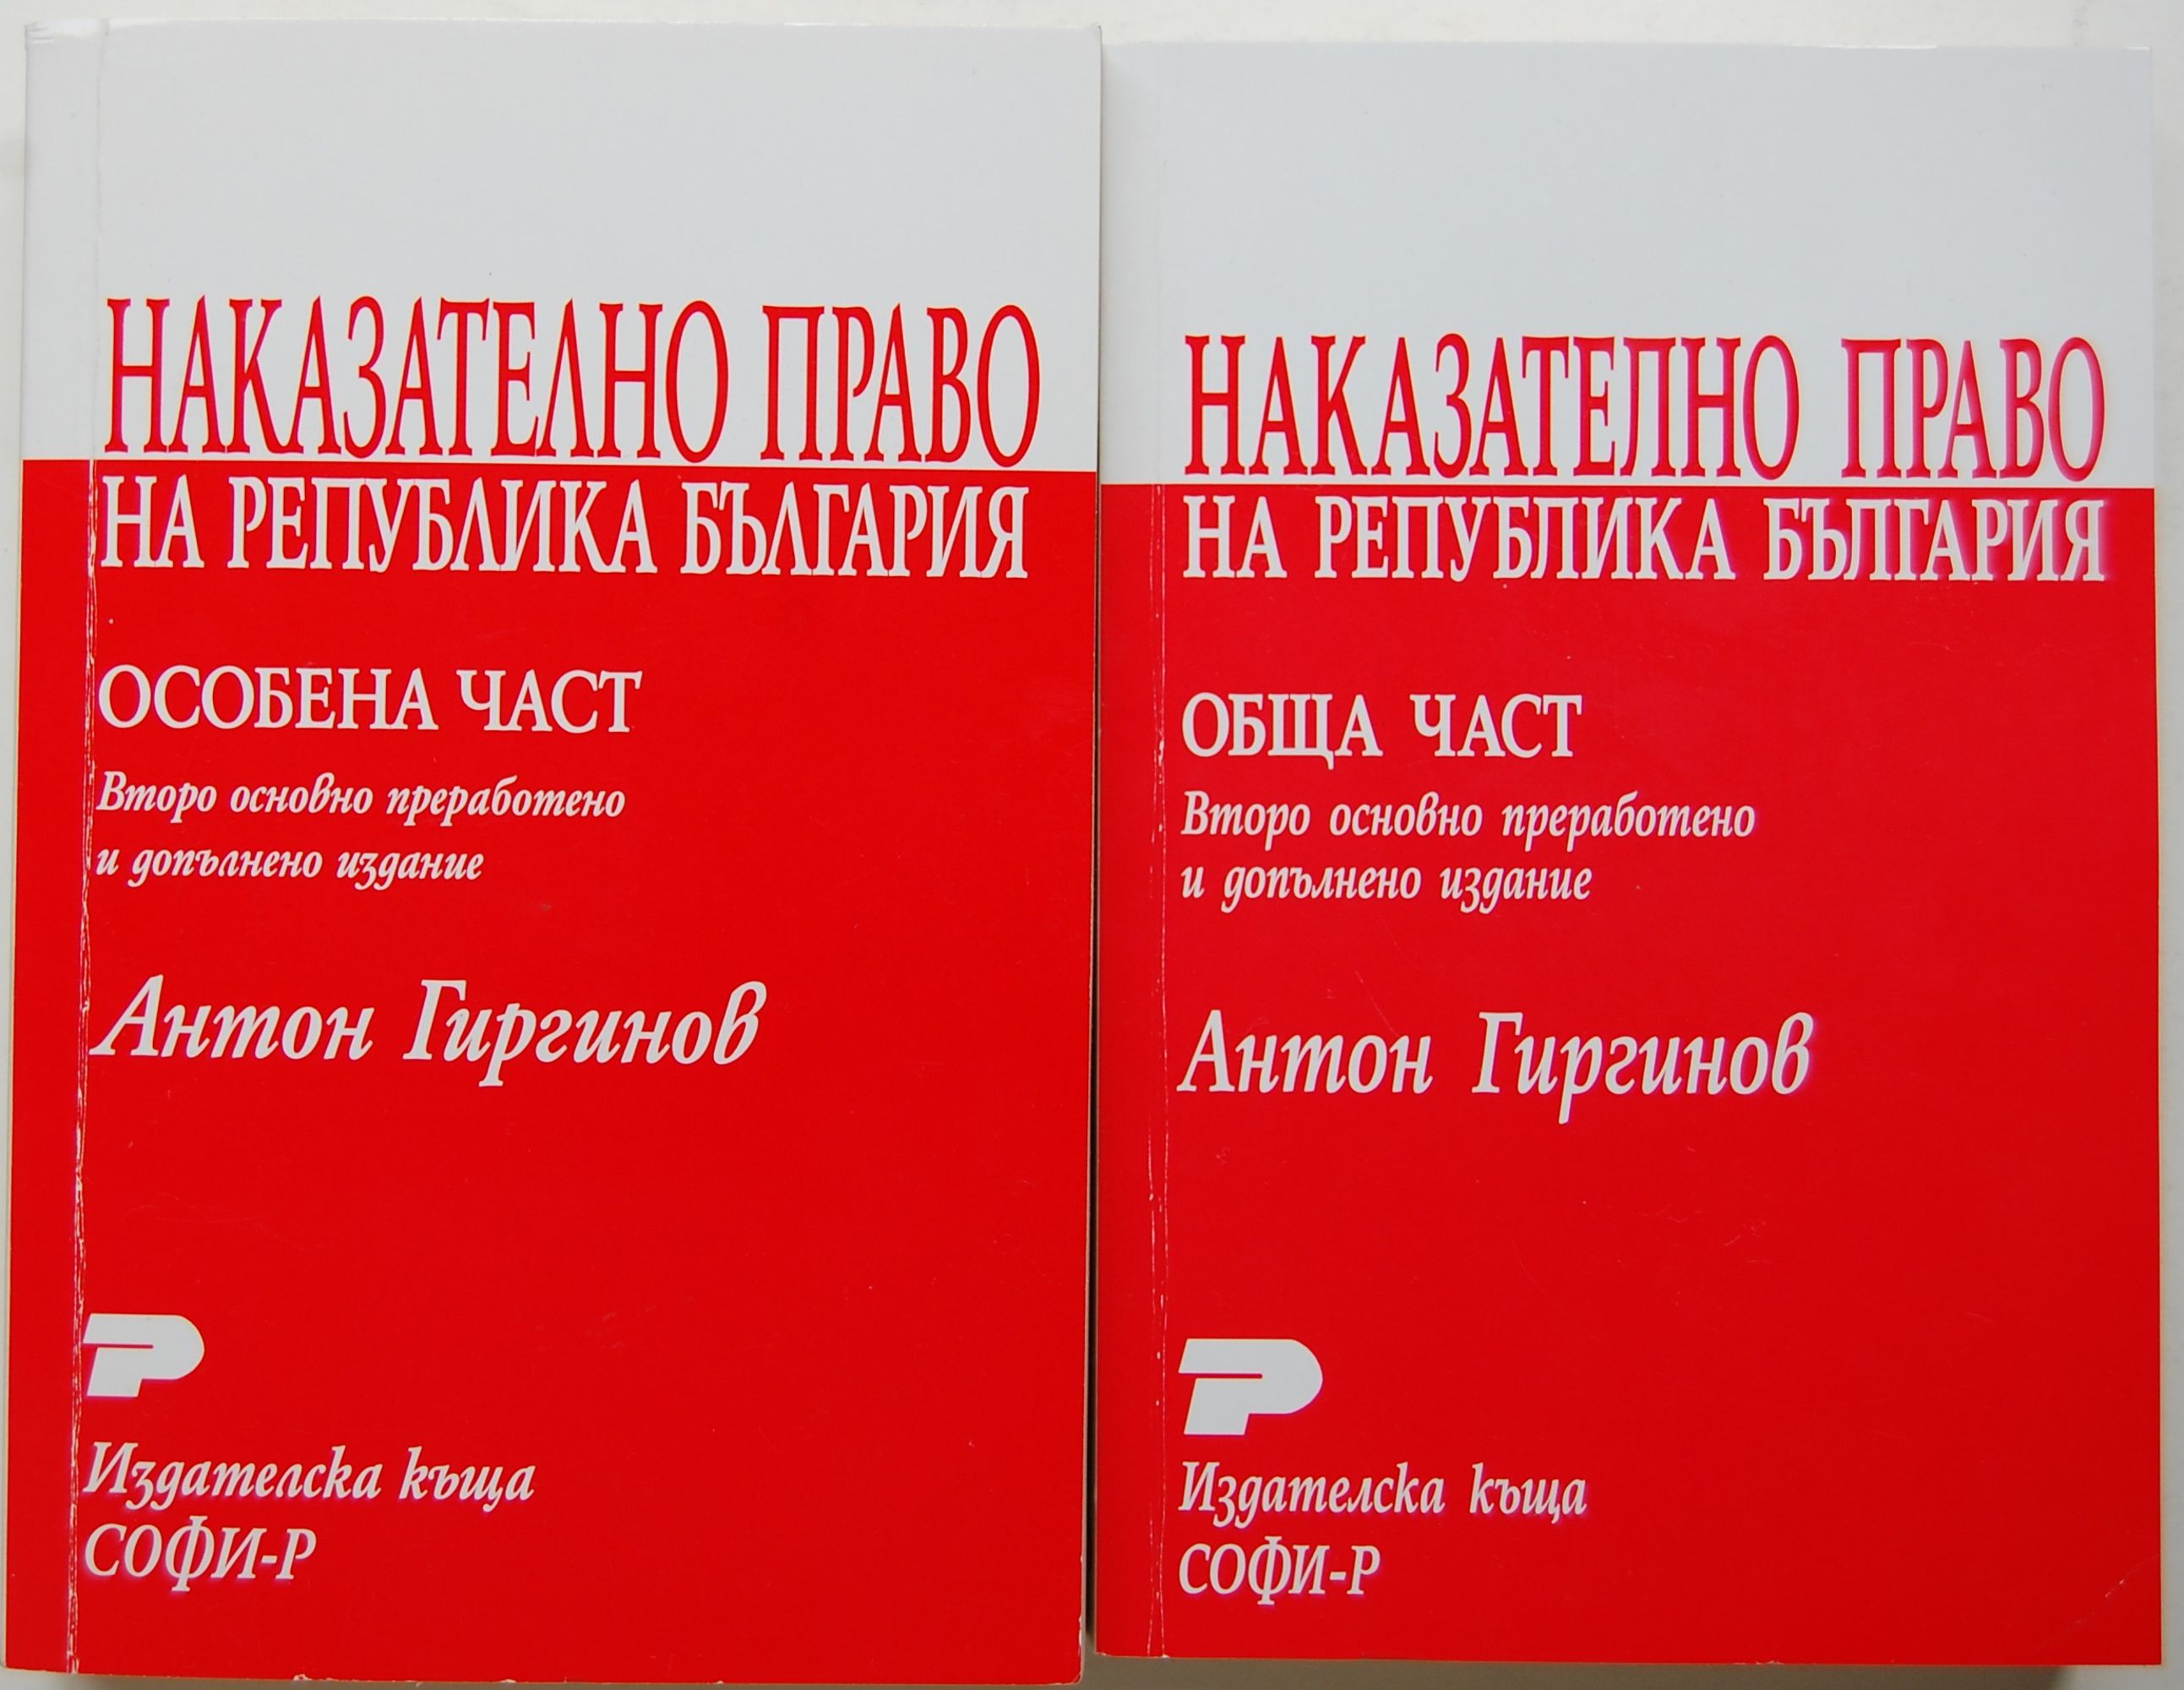 НАКАЗАТЕЛНО ПРАВО
НА РЕПУБЛИКА БЪЛГАРИЯ
ОСОБЕНА ЧАСТ
Второ основно преработено
и допълнено издание
Антон Гиргинов
Издателска къща
СОФИ-Р
НАКАЗАТЕЛНО ПРАВО
НА РЕПУБЛИКА БЪЛГАРИЯ
ОБЩА ЧАСТ
Второ основно преработено
и допълнено издание
Антон Гиргинов
Издателска къща
СОФИ-Р